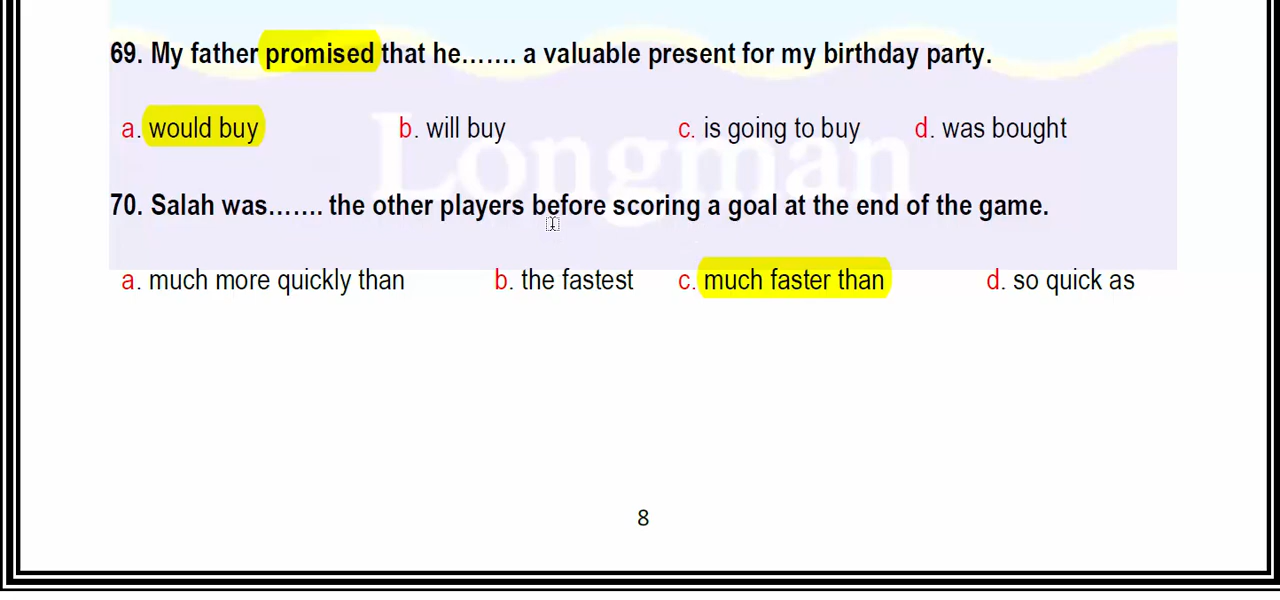 69. My father promised that he……. a valuable present for my birthday party.
a. would buy b. will buy c. is going to buy d. was bought
Longman
70. Salah was……. the other players before scoring a goal at the end of the game.
a. much more quickly than b. the fastest c. much faster than d. so quick as
8